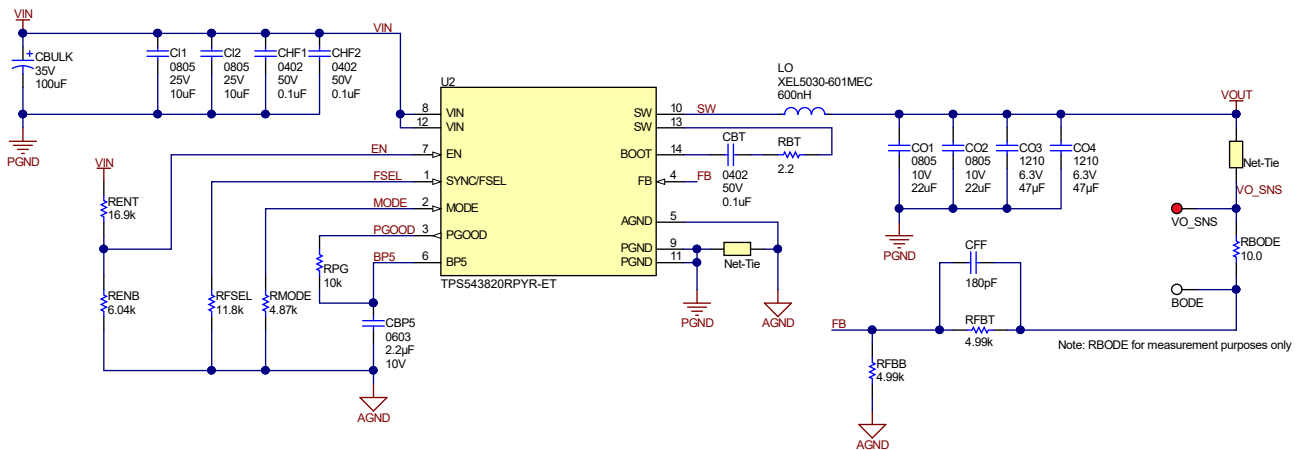 VIN
VIN
CBULK
35V
100uF
CI1
0805
25V
10uF
CI2
0805
25V
10uF
CHF1
0402
50V
0.1uF
CHF2
0402
50V
0.1uF
PGND
U2
8
VIN
12
VIN
EN
7
EN
FSEL
1
SYNC/FSEL
MODE
2
MODE
PGOOD
3
PGOOD
BP5
6
BP5
SW
10
SW
SW
13
BOOT
14
FB
4
FB
AGND
5
PGND
9
PGND
11
TPS543820RPYR-ET
VIN
RENT
16.9k
RENB
6.04k
RFSEL
11.8k
RMODE
4.87k
RPG
10k
CBP5
0603
2.2µF
10V
AGND
LO
XEL5030-601MEC
600nH
CBT
0402
50V
0.1uF
RBT
2.2
Net-Tie
PGND
AGND
CO1
0805
10V
22uF
CO2
0805
10V
22uF
CO3
1210
6.3V
47µF
CO4
1210
6.3V
47µF
PGND
VOUT
Net-Tie
VO_SNS
VO_SNS
RBODE
10.0
BODE
CFF
180pF
FB
RFBT
4.99k
RFBB
4.99k
AGND
Note: RBODE for measurement purposes only